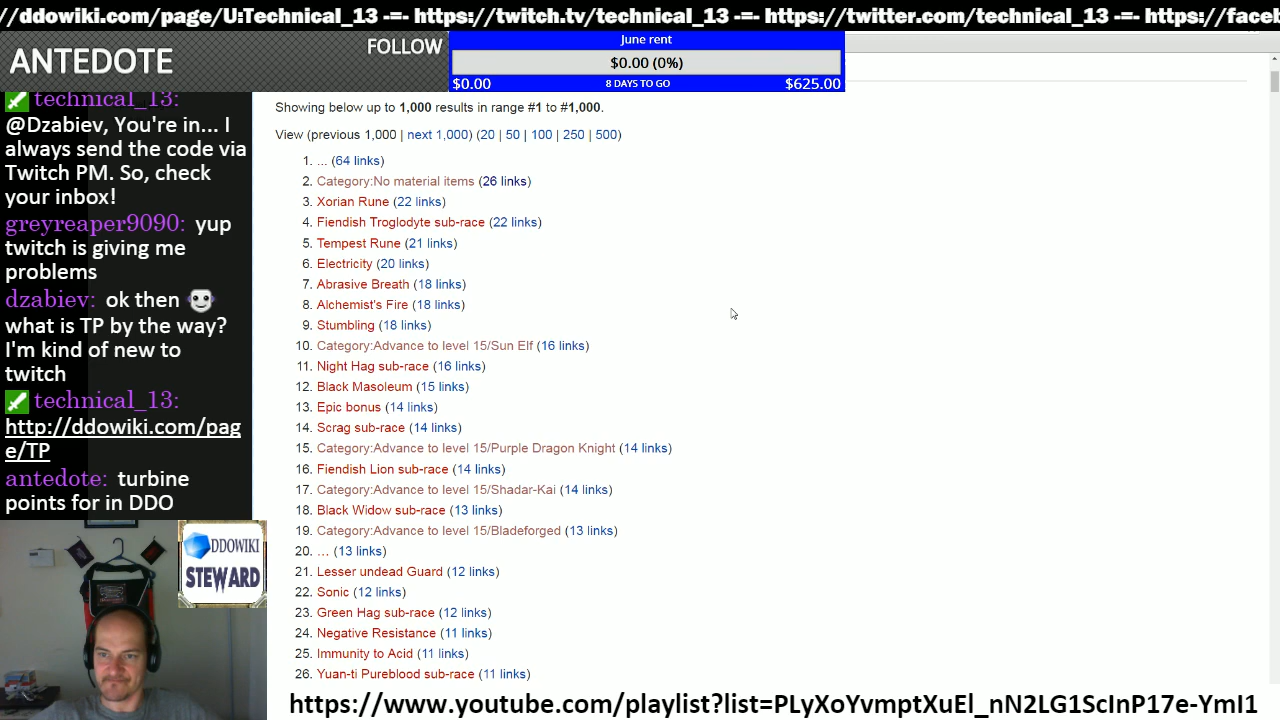 //ddowiki.com/page/U:Technical_13 -=- https://twitch.tv/technical_13 -=- https://twitter.com/technical_13 -=- https://faceb
ANTEDOTE
FOLLOW
June rent
$0.00 (0%)
$0.00 8 DAYS TO GO $625.00
technical_13:
@Dzabiev, You're in... I
always send the code via
Twitch PM. So, check
your inbox!
greyreaper9090: yup
twitch is giving me
problems
dzabiev: ok then
what is TP by the way?
I'm kind of new to
twitch
technical_13:
http://ddowiki.com/pag
e/TP
antedote: turbine
points for in DDO
DDOWIKI
STEWARD
Showing below up to 1,000 results in range #1 to #1,000.
View (previous 1,000 | next 1,000) (20 | 50 | 100 | 250 | 500)
1. ... (64 links)
2. Category:No material items (26 links)
3. Xorian Rune (22 links)
4. Fiendish Troglodyte sub-race (22 links)
5. Tempest Rune (21 links)
6. Electricity (20 links)
7. Abrasive Breath (18 links)
8. Alchemist's Fire (18 links)
9. Stumbling (18 links)
10. Category:Advance to level 15/Sun Elf (16 links)
11. Night Hag sub-race (16 links)
12. Black Masoleum (15 links)
13. Epic bonus (14 links)
14. Scrag sub-race (14 links)
15. Category:Advance to level 15/Purple Dragon Knight (14 links)
16. Fiendish Lion sub-race (14 links)
17. Category:Advance to level 15/Shadar-Kai (14 links)
18. Black Widow sub-race (13 links)
19. Category:Advance to level 15/Bladeforged (13 links)
20. … (13 links)
21. Lesser undead Guard (12 links)
22. Sonic (12 links)
23. Green Hag sub-race (12 links)
24. Negative Resistance (11 links)
25. Immunity to Acid (11 links)
26. Yuan-ti Pureblood sub-race (11 links)
https://www.youtube.com/playlist?list=PLyXoYvmptXuEl_nN2LG1ScInP17e-YmI1